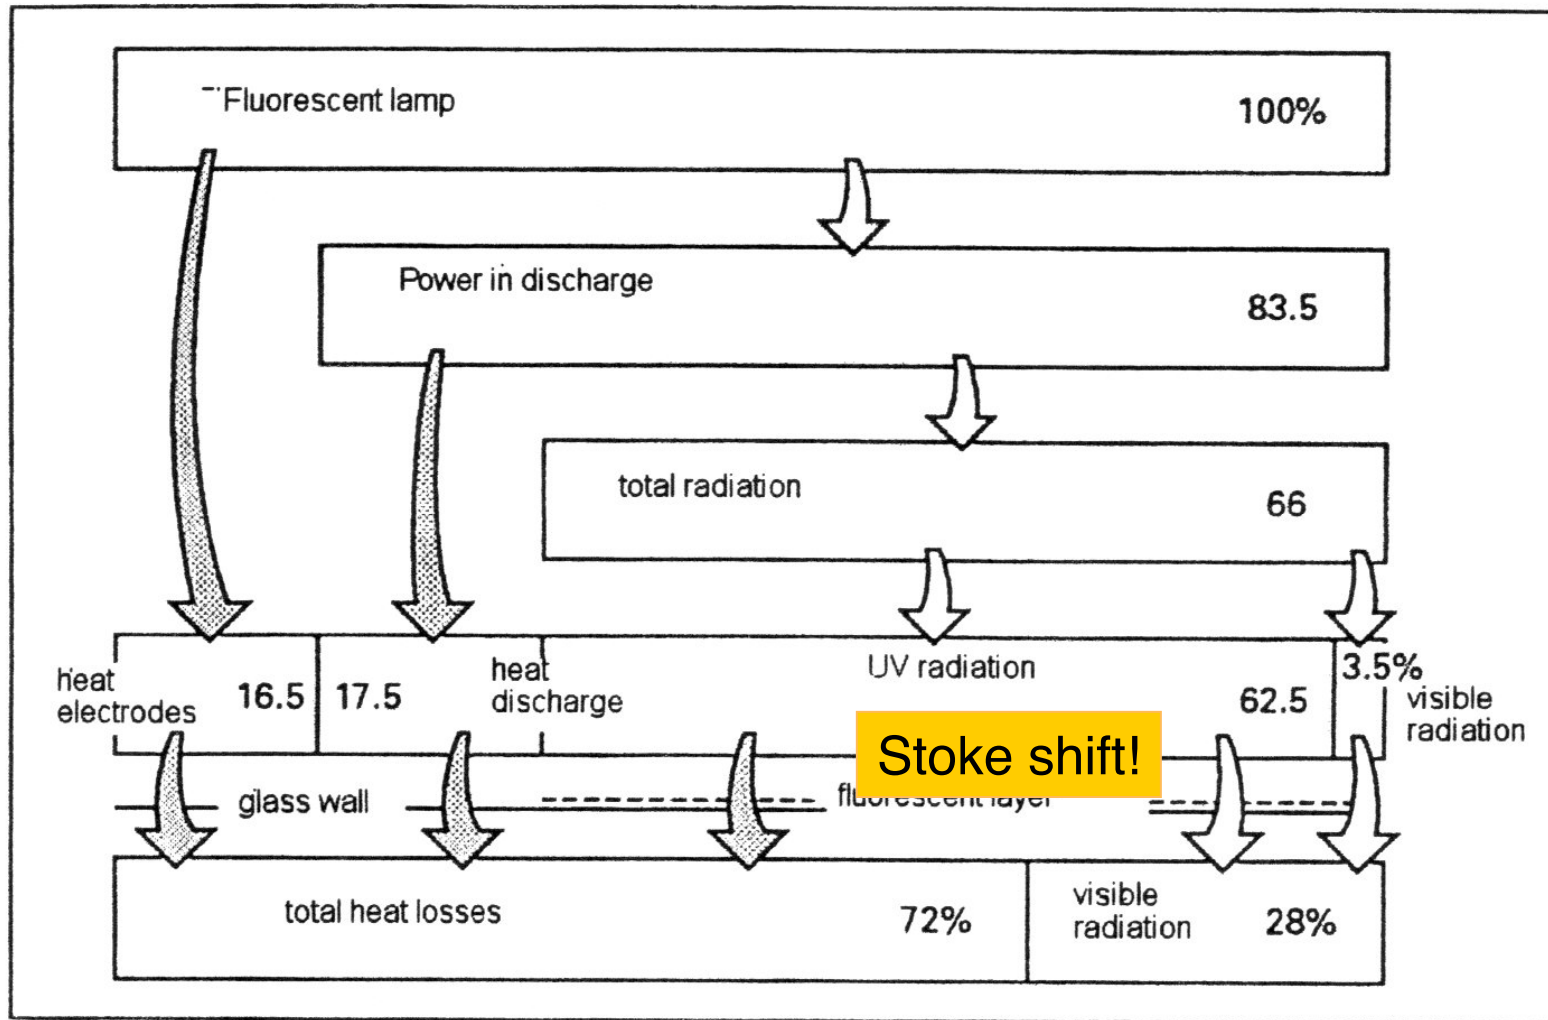 Fluorescent lamp
100%
Power in discharge
83.5
total radiation
66
heat
electrodes
16.5
17.5
heat
discharge
UV radiation
62.5
3.5%
visible
radiation
Stoke shift!
glass wall
fluorescent layer
total heat losses
72%
visible
radiation
28%